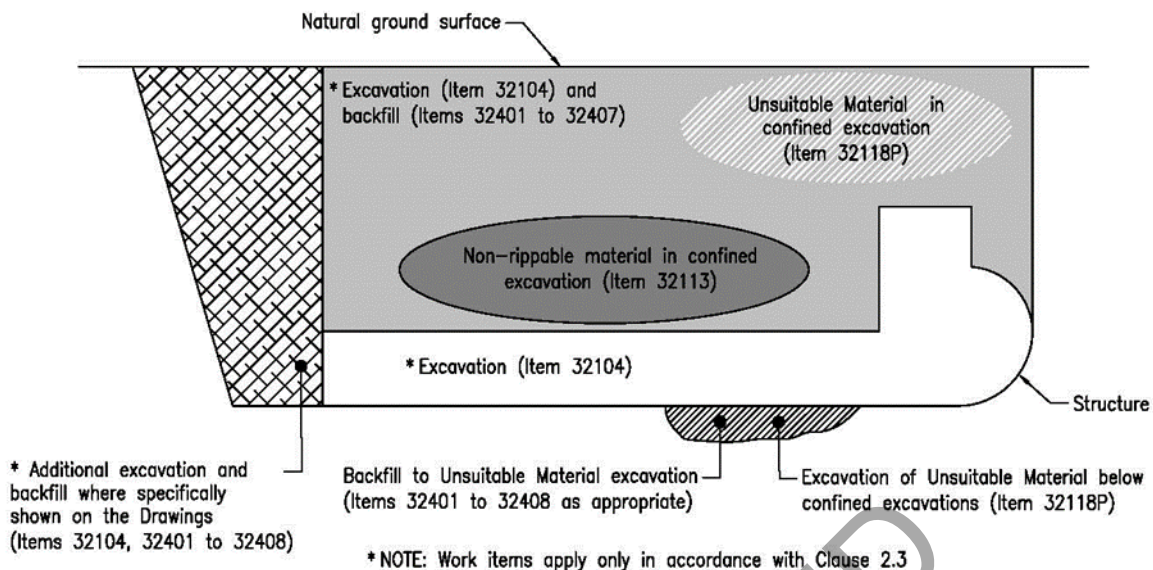 Natural ground surface
* Excavation (Item 32104) and
backfill (Items 32401 to 32407)
Unsuitable Material in
confined excavation
(Item 32118P)
Non-rippable material in confined
excavation (Item 32113)
* Excavation (Item 32104)
Structure
* Additional excavation and
backfill where specifically
shown on the Drawings
(Items 32104, 32401 to 32408)
Backfill to Unsuitable Material excavation
(Items 32401 to 32408 as appropriate)
Excavation of Unsuitable Material below
confined excavations (Item 32118P)
* NOTE: Work items apply only in accordance with Clause 2.3